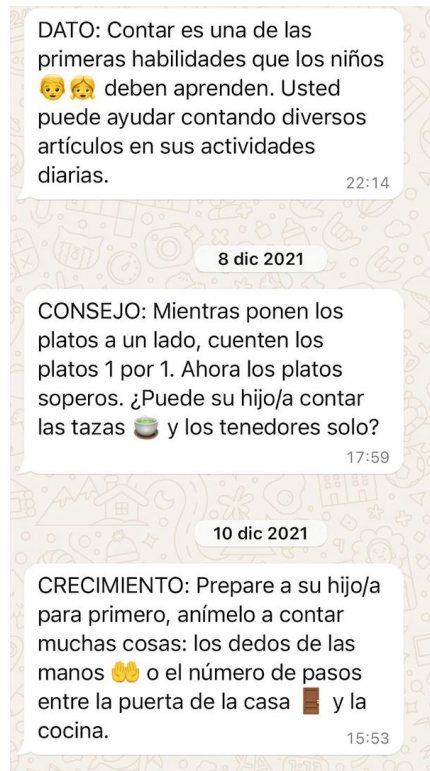 DATO: Contar es una de las
primeras habilidades que los niños
👦👧 deben aprenden. Usted
puede ayudar contando diversos
artículos en sus actividades
diarias.
22:14
8 dic 2021
CONSEJO: Mientras ponen los
platos a un lado, cuenten los
platos 1 por 1. Ahora los platos
soperos. ¿Puede su hijo/a contar
las tazas 🍵 y los tenedores solo?
17:59
10 dic 2021
CRECIMIENTO: Prepare a su hijo/a
para primero, anímelo a contar
muchas cosas: los dedos de las
manos 🤲 o el número de pasos
entre la puerta de la casa 🚪 y la
cocina.
15:53